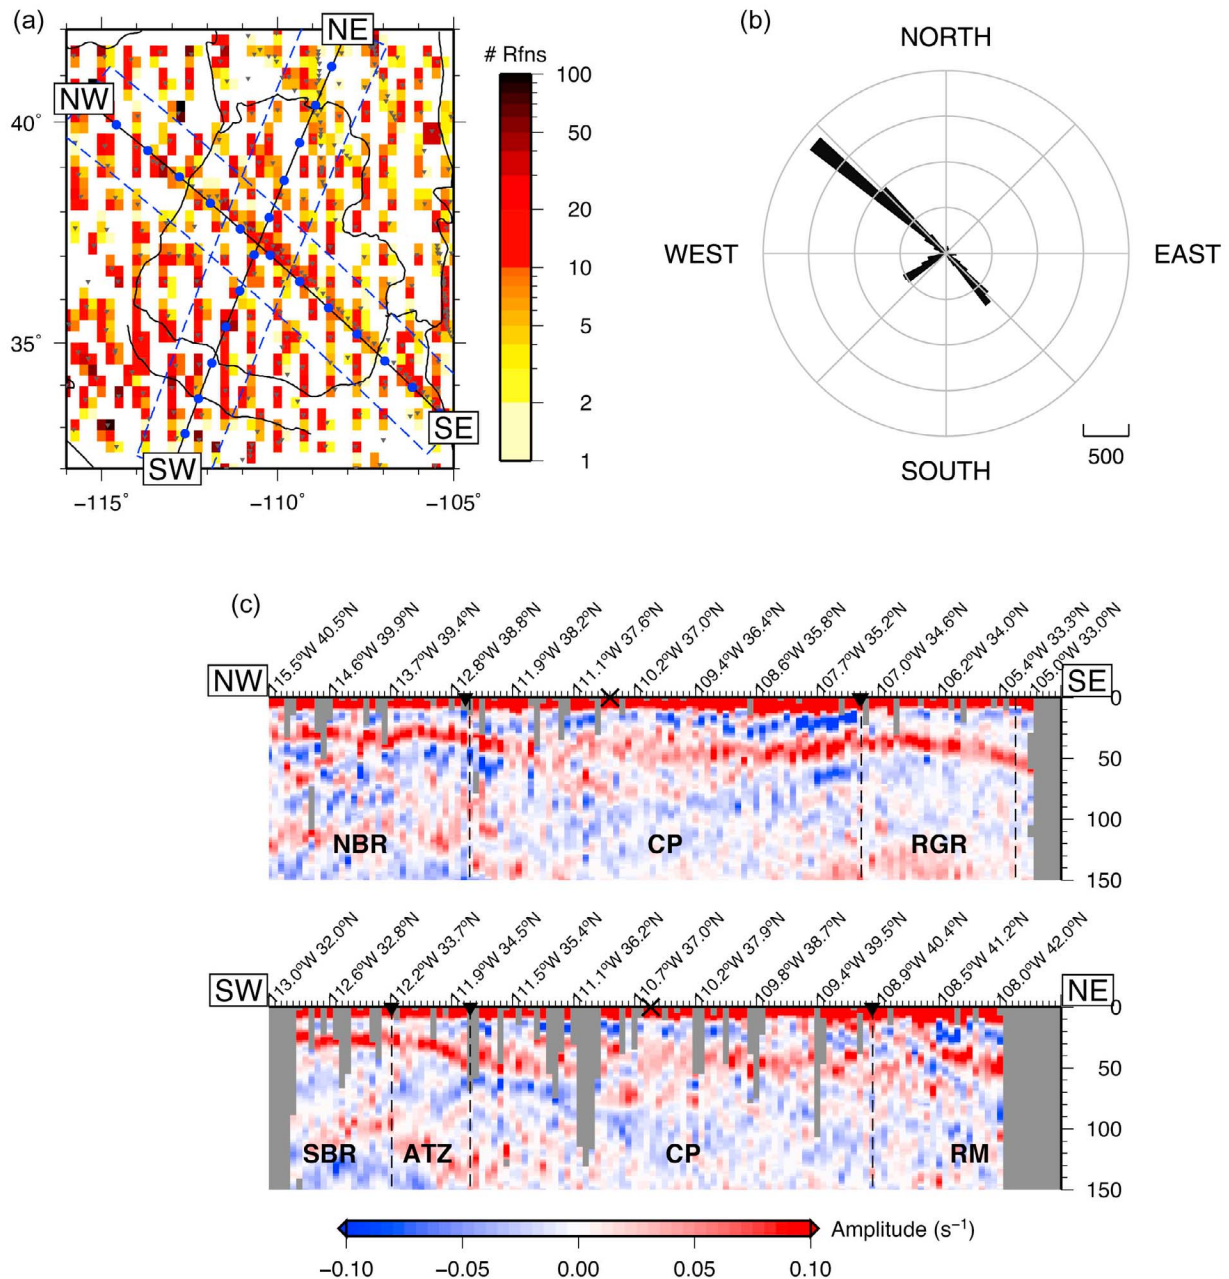 (a)
NE
NW
# Rfns
100
50
20
10
5
2
1
40°
35°
SE
SW
−115°
−110°
−105°
(b)
NORTH
WEST
EAST
SOUTH
500
(c)
115.5°W 40.5°N
114.6°W 39.9°N
113.7°W 39.4°N
112.8°W 38.8°N
111.9°W 38.2°N
111.1°W 37.6°N
110.2°W 37.0°N
109.4°W 36.4°N
108.6°W 35.8°N
107.7°W 35.2°N
107.0°W 34.6°N
106.2°W 34.0°N
105.4°W 33.3°N
105.0°W 33.0°N
NW
SE
0
50
100
150
NBR
CP
RGR
113.0°W 32.0°N
112.6°W 32.8°N
112.2°W 33.7°N
111.9°W 34.5°N
111.5°W 35.4°N
111.1°W 36.2°N
110.7°W 37.0°N
110.2°W 37.9°N
109.8°W 38.7°N
109.4°W 39.5°N
108.9°W 40.4°N
108.5°W 41.2°N
108.0°W 42.0°N
SW
NE
0
50
100
150
SBR
ATZ
CP
RM
Amplitude (s⁻¹)
−0.10
−0.05
0.00
0.05
0.10